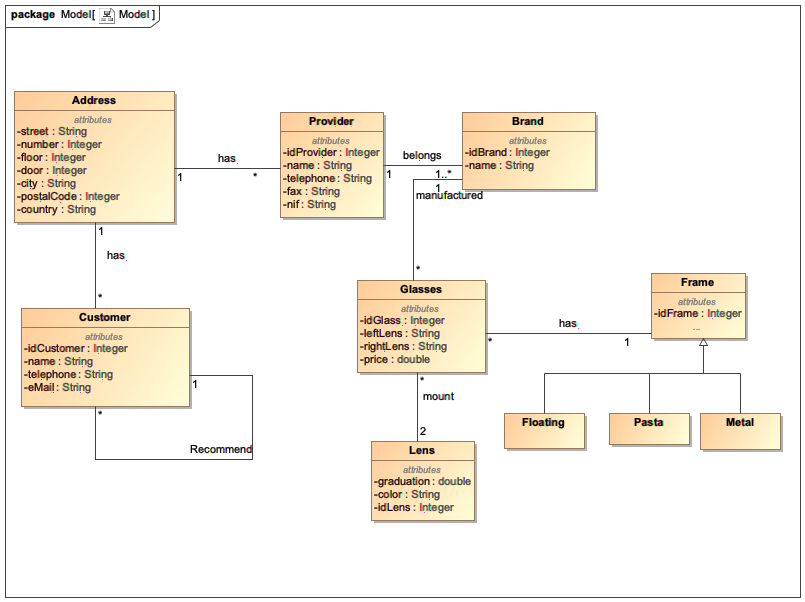 package Model[ Model ]
Address
attributes
-street : String
-number : Integer
-floor : Integer
-door : Integer
-city : String
-postalCode : Integer
-country : String
has
1
*
Provider
attributes
-idProvider : Integer
-name : String
-telephone : String
-fax : String
-nif : String
belongs
1
1..*
Brand
attributes
-idBrand : Integer
-name : String
1
manufactured
*
1
has
*
Customer
attributes
-idCustomer : Integer
-name : String
-telephone : String
-eMail : String
1
*
Recommend
Glasses
attributes
-idGlass : Integer
-leftLens : String
-rightLens : String
-price : double
has
*
1
Frame
attributes
-idFrame : Integer
...
*
mount
2
Floating
Pasta
Metal
Lens
attributes
-graduation : double
-color : String
-idLens : Integer